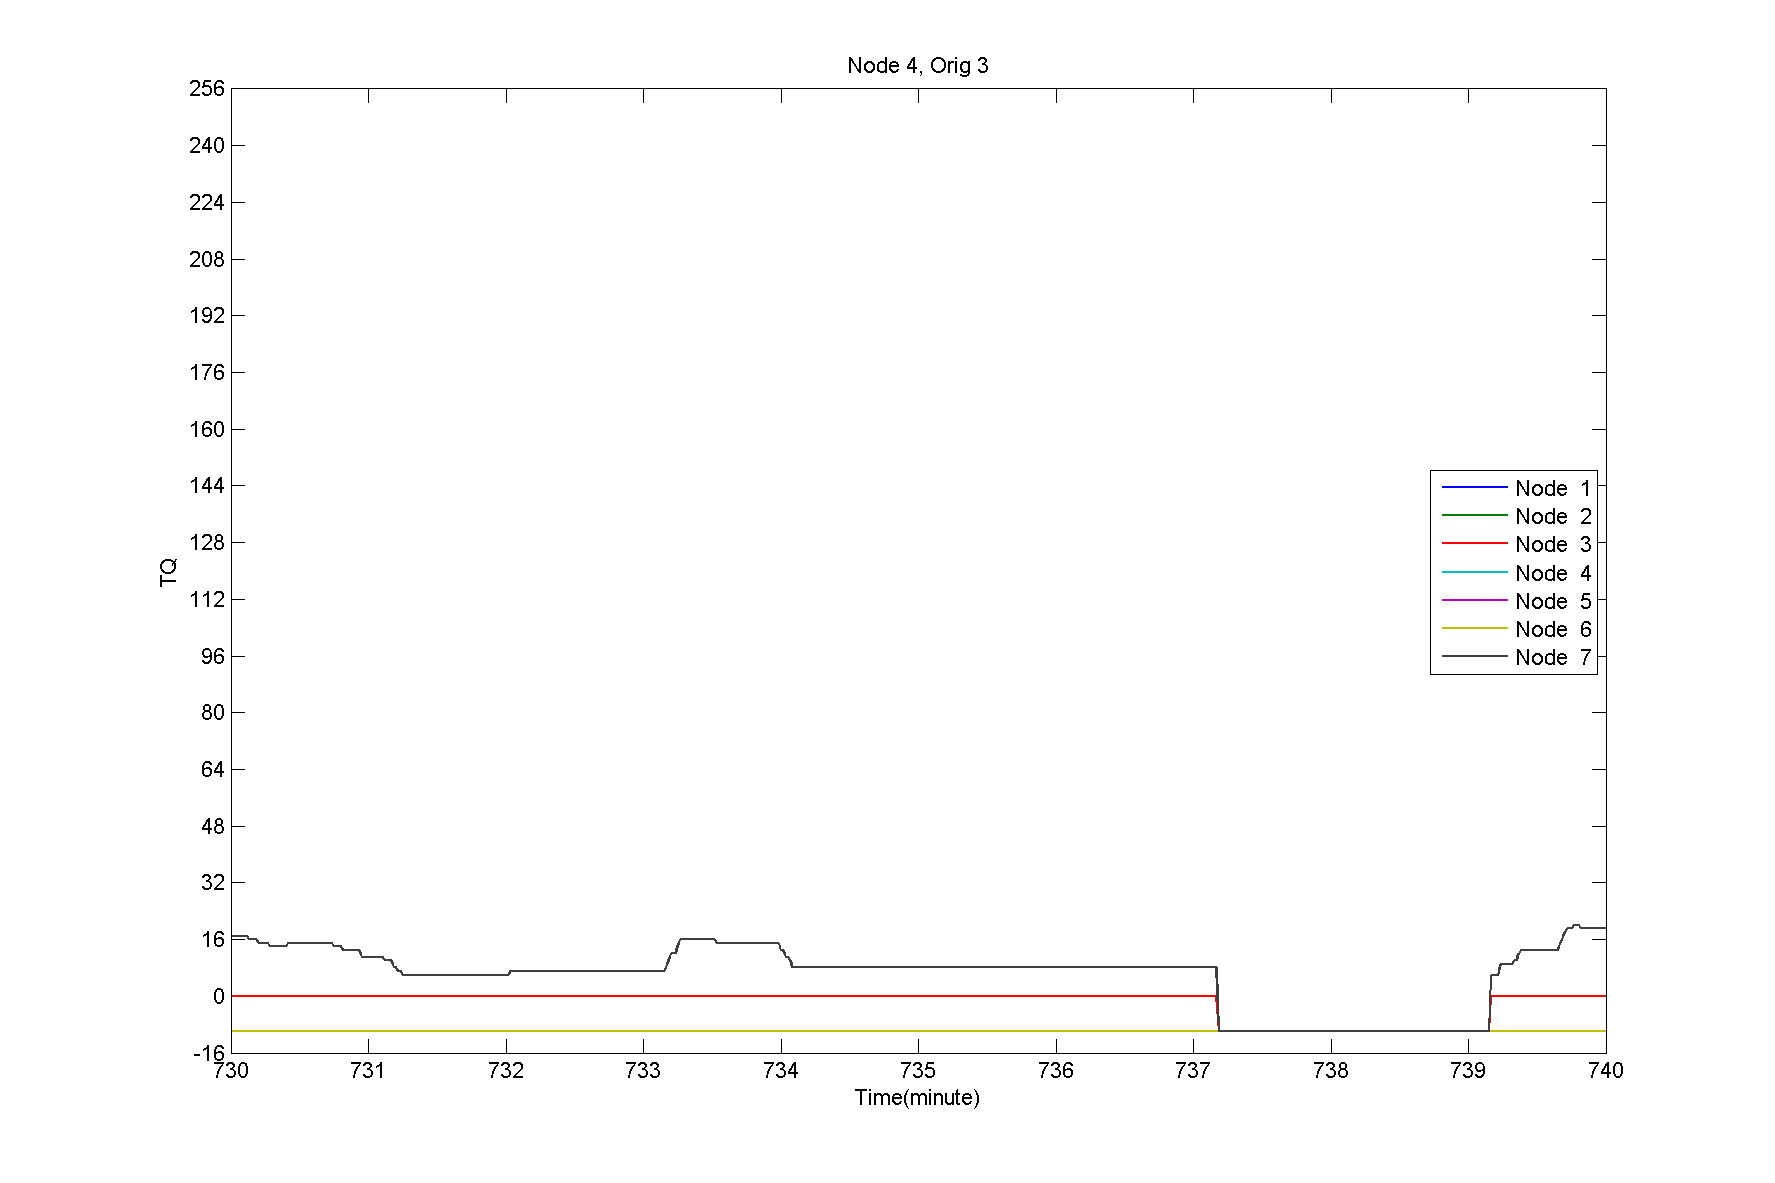 Node 4, Orig 3
256
240
224
208
192
176
160
144
128
112
96
80
64
48
32
16
0
-16
TQ
Node 1
Node 2
Node 3
Node 4
Node 5
Node 6
Node 7
730 731 732 733 734 735 736 737 738 739 740
Time(minute)